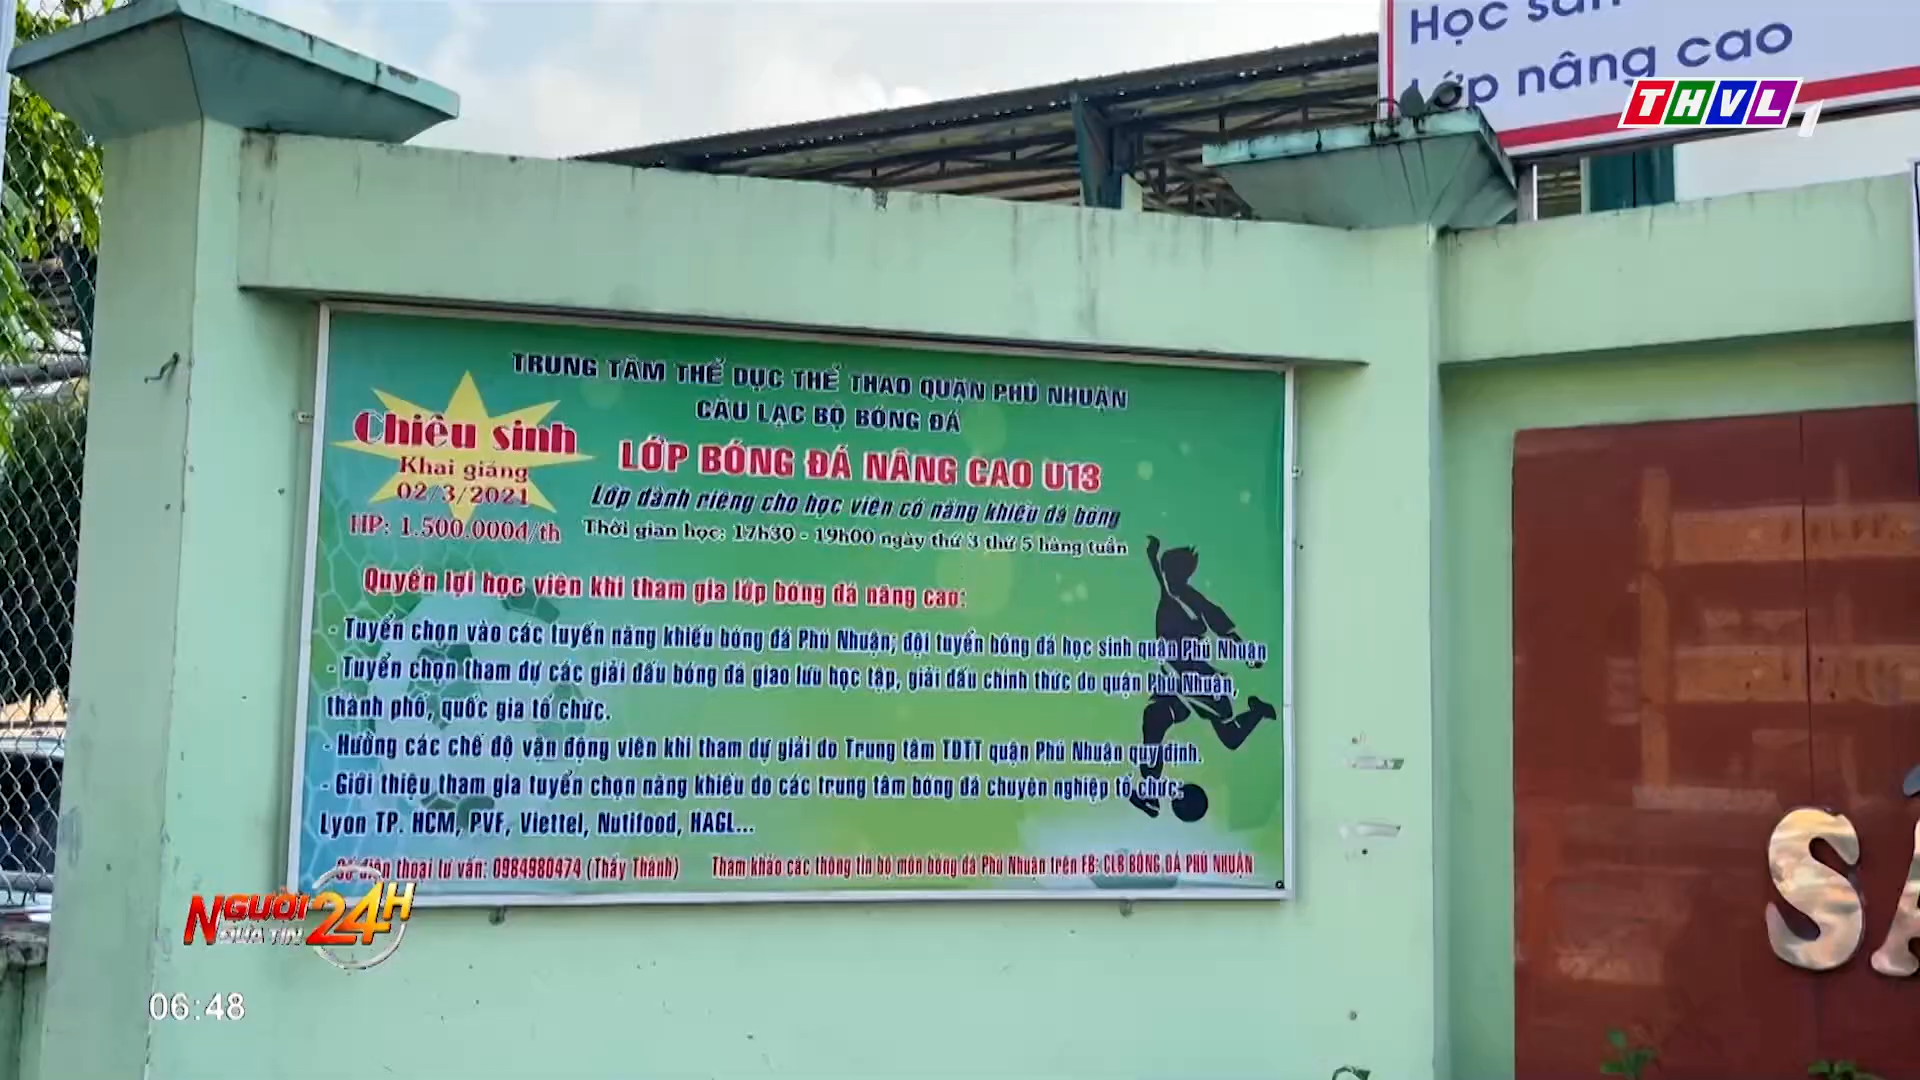 Học sẵn
Lớp nâng cao
THVL1
TRUNG TÂM THỂ DỤC THỂ THAO QUẬN PHÚ NHUẬN
CÂU LẠC BỘ BÓNG ĐÁ
Chiêu sinh
LỚP BÓNG ĐÁ NÂNG CAO U13
Khai giảng
02/3/2021
Lớp dành riêng cho học viên có năng khiếu đá bóng
HP: 1.500.000đ/th
Thời gian học: 17h30 - 19h00 ngày thứ 3 thứ 5 hàng tuần
Quyền lợi học viên khi tham gia lớp bóng đá nâng cao:
- Tuyển chọn vào các tuyến năng khiếu bóng đá Phú Nhuận; đội tuyển bóng đá học sinh quận Phú Nhuận
- Tuyển chọn tham dự các giải đấu bóng đá giao lưu học tập, giải đấu chính thức do quận Phú Nhuận,
thành phố, quốc gia tổ chức.
- Hưởng các chế độ vận động viên khi tham dự giải do Trung tâm TDTT quận Phú Nhuận quy định.
- Giới thiệu tham gia tuyển chọn năng khiếu do các trung tâm bóng đá chuyên nghiệp tổ chức:
Lyon TP. HCM, PVF, Viettel, Nutifood, HAGL...
Số điện thoại tư vấn: 0984980474 (Thầy Thành) Tham khảo các thông tin bộ môn bóng đá Phú Nhuận trên FB: CLB BÓNG ĐÁ PHÚ NHUẬN
NGƯỜI ĐƯA TIN 24H
06:48